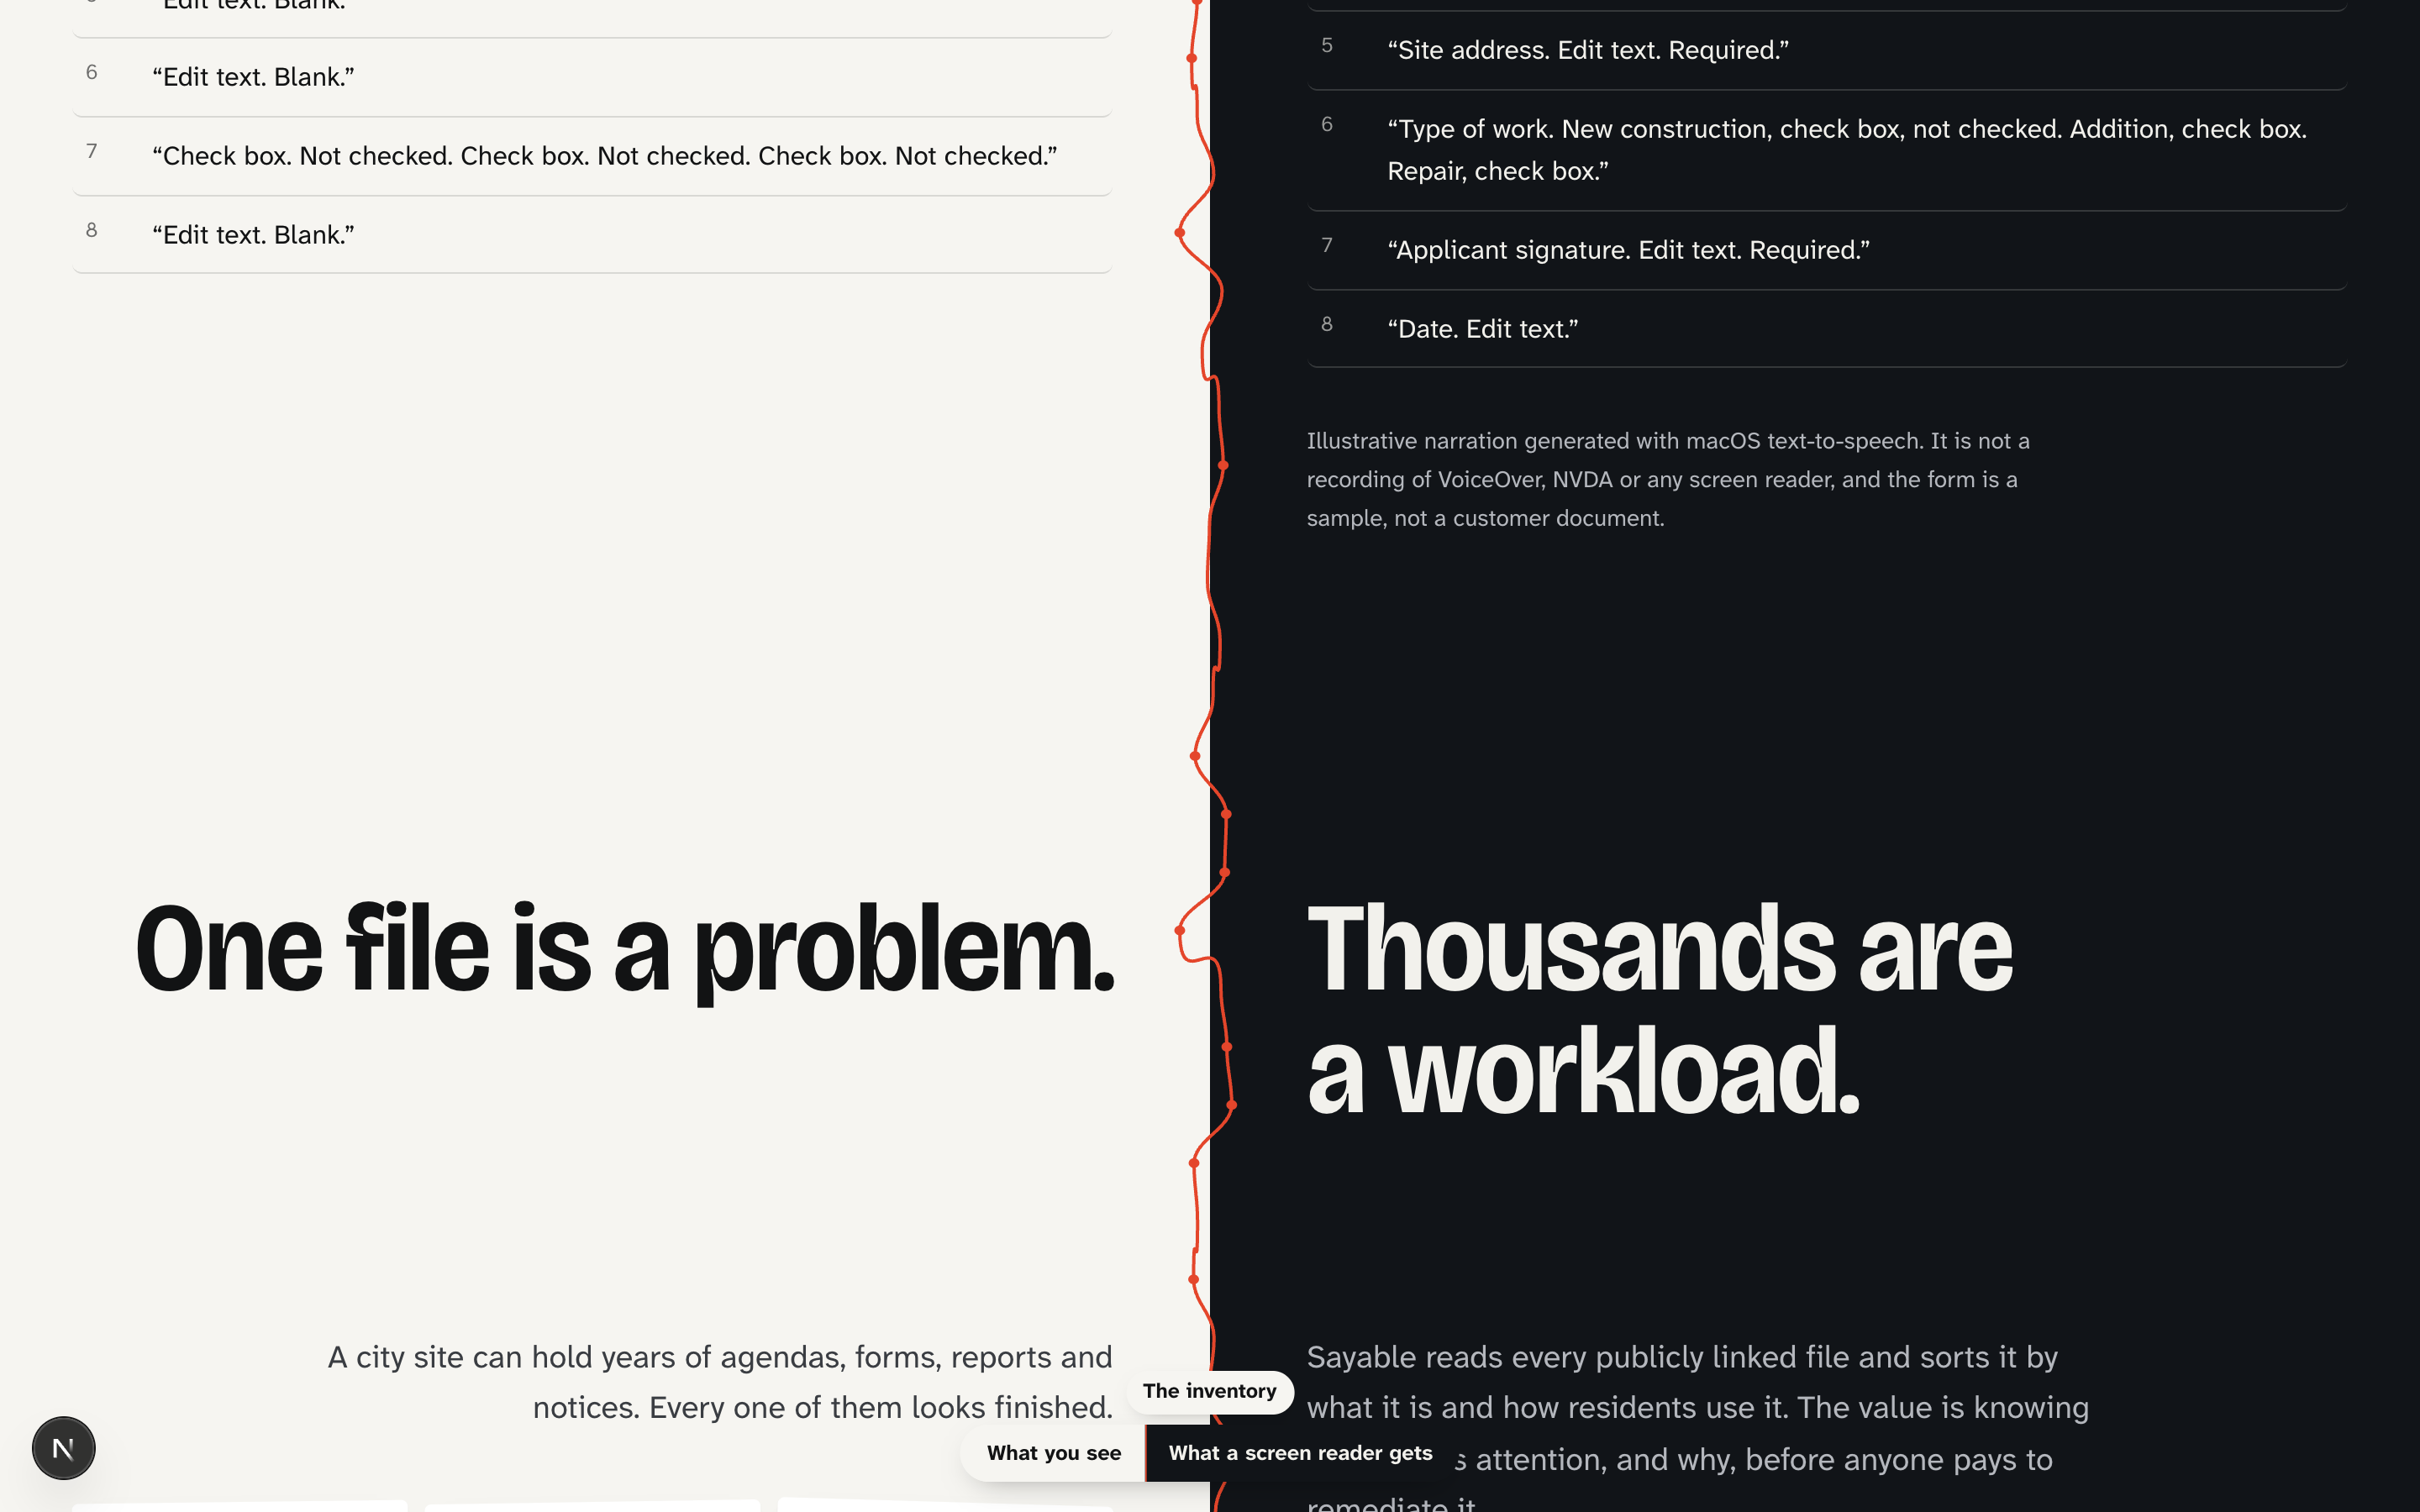 “Edit text. Blank.”
6
“Edit text. Blank.”
7
“Check box. Not checked. Check box. Not checked. Check box. Not checked.”
8
“Edit text. Blank.”
5
“Site address. Edit text. Required.”
6
“Type of work. New construction, check box, not checked. Addition, check box.
Repair, check box.”
7
“Applicant signature. Edit text. Required.”
8
“Date. Edit text.”
Illustrative narration generated with macOS text-to-speech. It is not a
recording of VoiceOver, NVDA or any screen reader, and the form is a
sample, not a customer document.
One file is a problem.
Thousands are
a workload.
A city site can hold years of agendas, forms, reports and
notices. Every one of them looks finished.
Sayable reads every publicly linked file and sorts it by
what it is and how residents use it. The value is knowing
s attention, and why, before anyone pays to
remediate it.
The inventory
What you see
What a screen reader gets
N